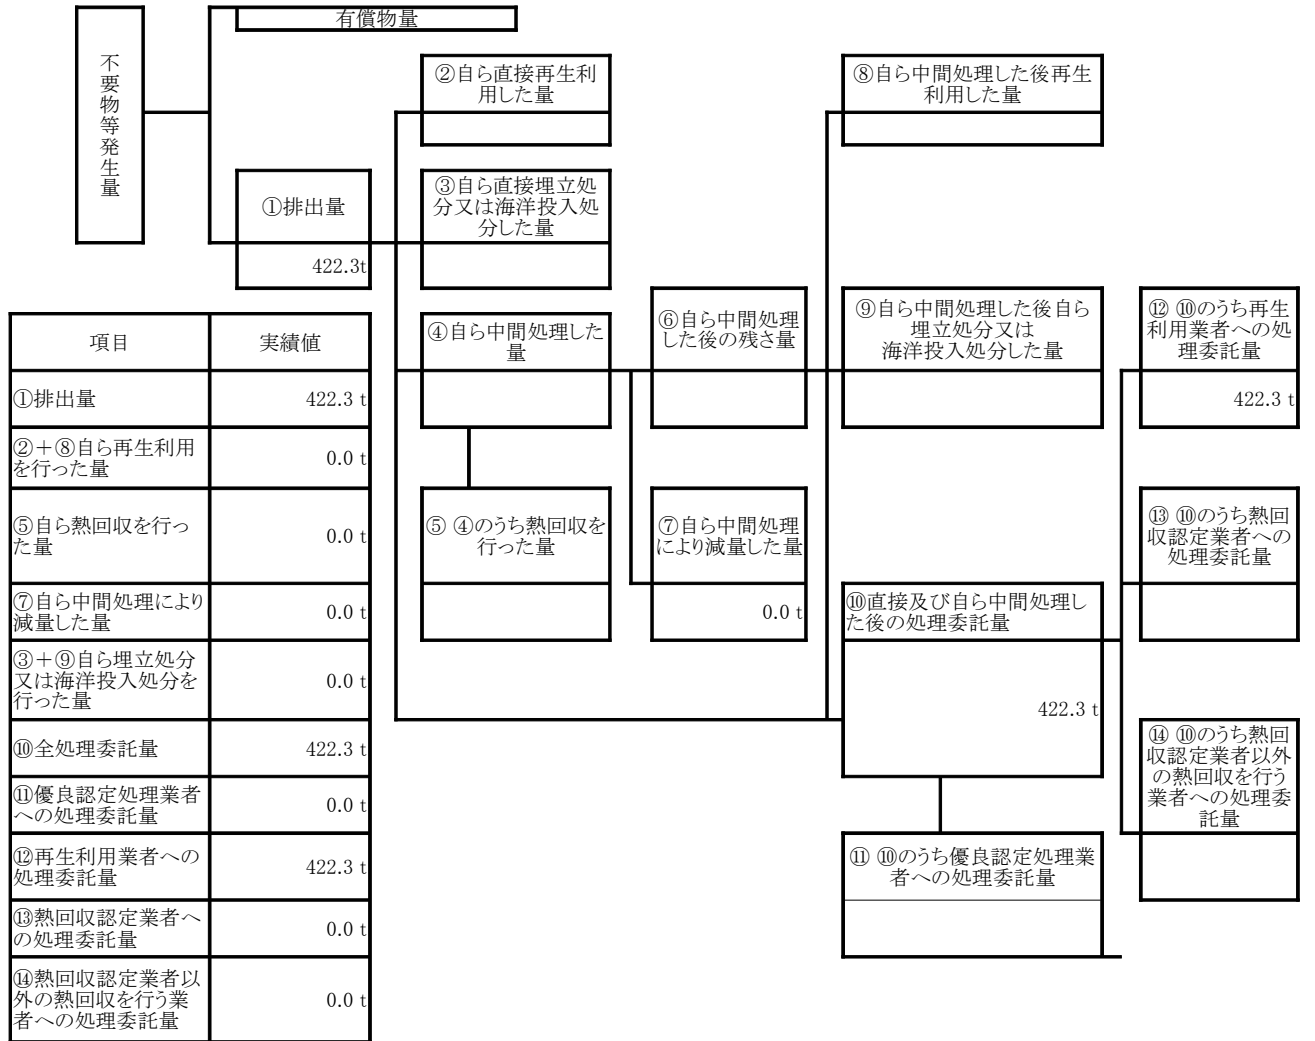 有償物量
不要物等発生量
②自ら直接再生利
用した量
⑧自ら中間処理した後再生
利用した量
①排出量
422.3t
③自ら直接埋立処
分又は海洋投入処
分した量
④自ら中間処理した
量
⑥自ら中間処理
した後の残さ量
⑨自ら中間処理した後自ら
埋立処分又は
海洋投入処分した量
⑫ ⑩のうち再生
利用業者への処
理委託量
422.3 t
⑤ ④のうち熱回収を
行った量
⑦自ら中間処理
により減量した量
0.0 t
⑩直接及び自ら中間処理し
た後の処理委託量
422.3 t
⑬ ⑩のうち熱回
収認定業者への
処理委託量
⑭ ⑩のうち熱回
収認定業者以外
の熱回収を行う
業者への処理委
託量
⑪ ⑩のうち優良認定処理業
者への処理委託量
項目
実績値
①排出量
422.3 t
②+⑧自ら再生利用
を行った量
0.0 t
⑤自ら熱回収を行っ
た量
0.0 t
⑦自ら中間処理により
減量した量
0.0 t
③+⑨自ら埋立処分
又は海洋投入処分を
行った量
0.0 t
⑩全処理委託量
422.3 t
⑪優良認定処理業者
への処理委託量
0.0 t
⑫再生利用業者への
処理委託量
422.3 t
⑬熱回収認定業者へ
の処理委託量
0.0 t
⑭熱回収認定業者以
外の熱回収を行う業
者への処理委託量
0.0 t